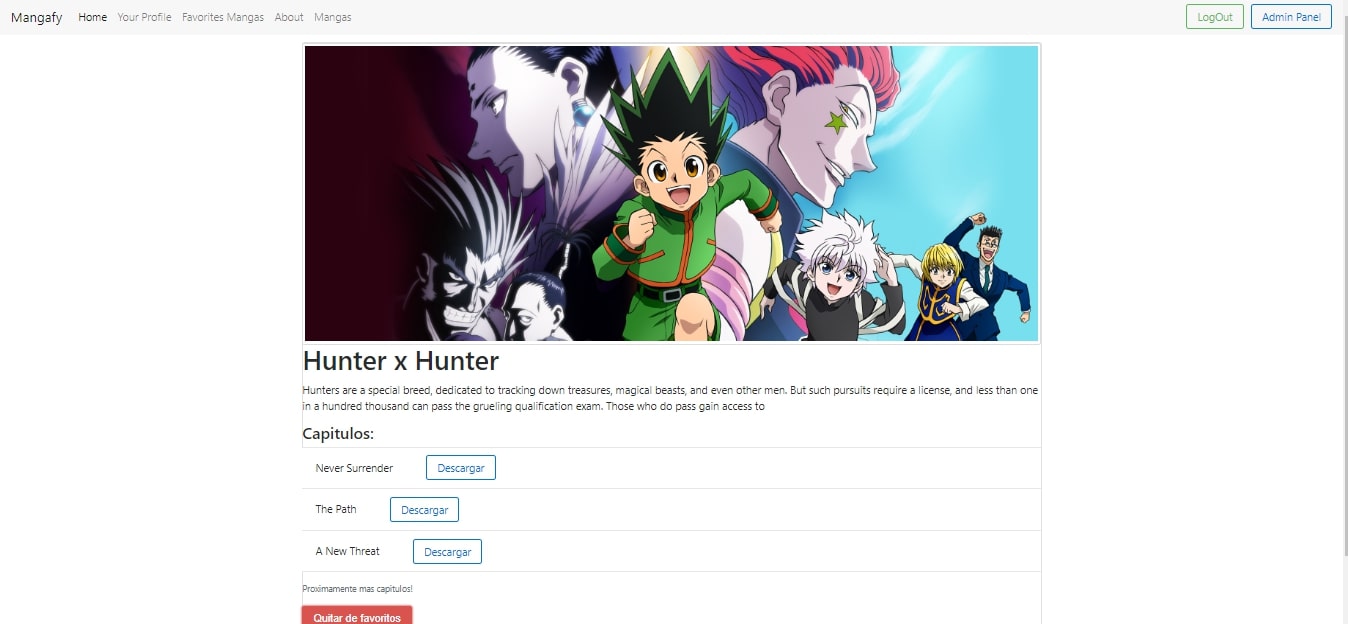 Mangafy Home Your Profile Favorites Mangas About Mangas LogOut Admin Panel
Hunter x Hunter
Hunters are a special breed, dedicated to tracking down treasures, magical beasts, and even other men. But such pursuits require a license, and less than one
in a hundred thousand can pass the grueling qualification exam. Those who do pass gain access to
Capitulos:
Never Surrender Descargar
The Path Descargar
A New Threat Descargar
Proximamente mas capitulos!
Quitar de favoritos